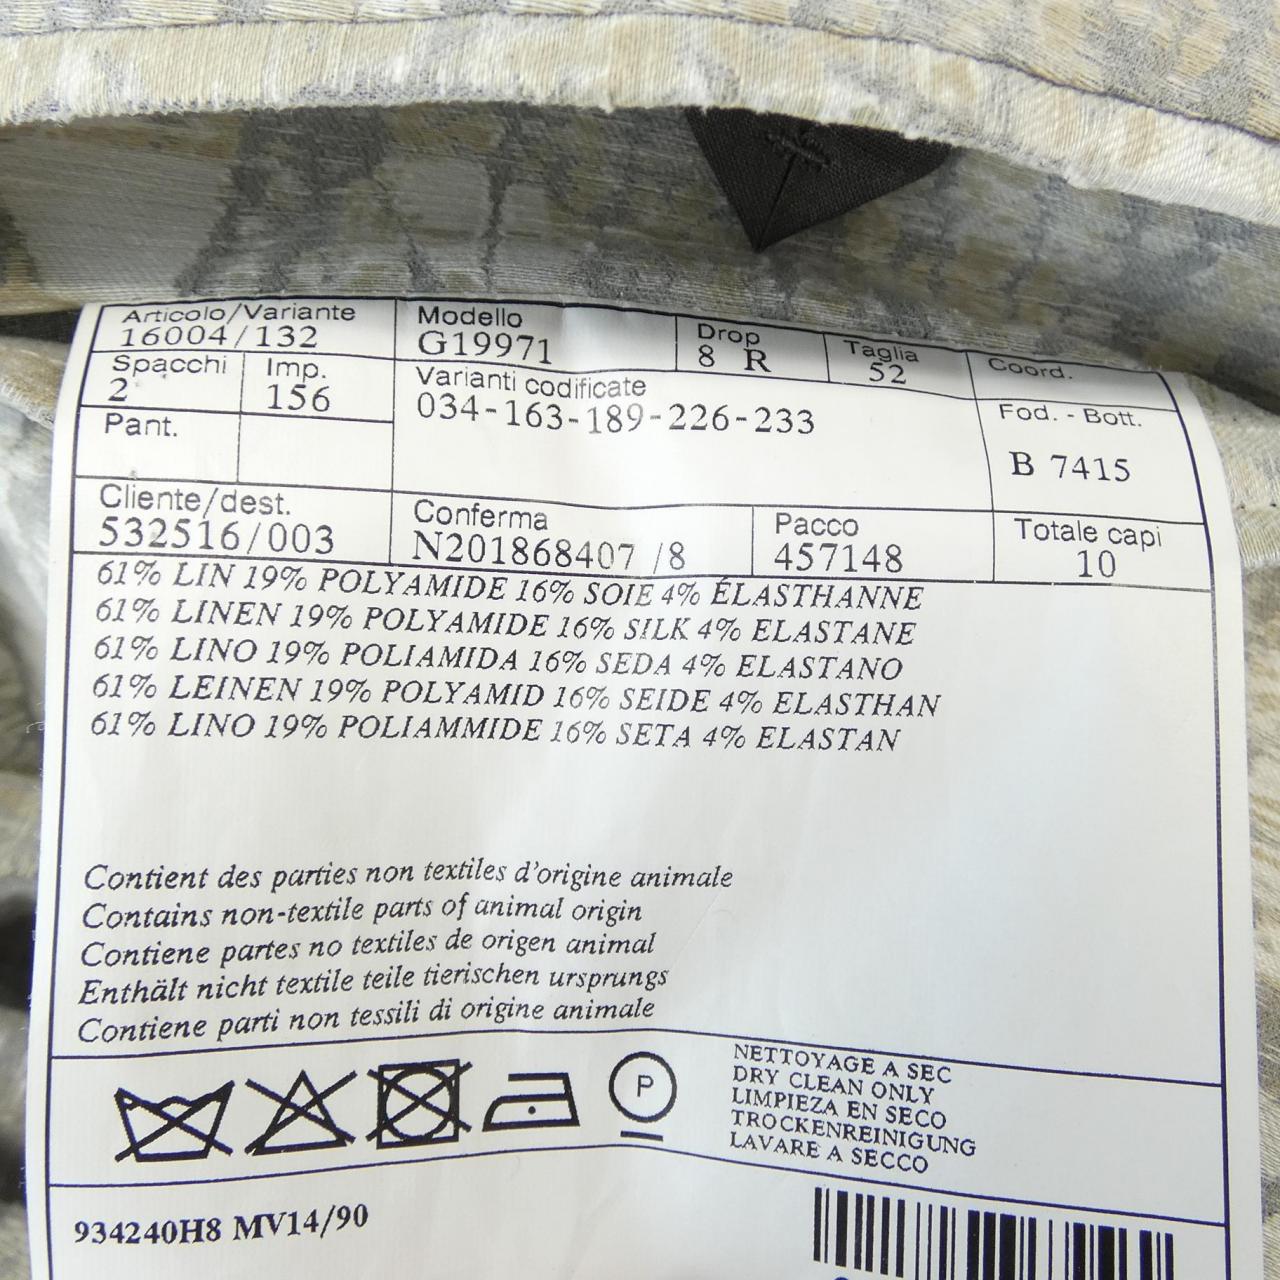 Articolo/Variante
16004/132
Modello
G19971
Drop
8 R
Taglia
52
Coord.
Spacchi
2
Imp.
156
Varianti codificate
034-163-189-226-233
Fod. - Bott.
B 7415
Pant.
Cliente/dest.
532516/003
Conferma
N201868407 /8
Pacco
457148
Totale capi
10
61% LIN 19% POLYAMIDE 16% SOIE 4% ÉLASTHANNE
61% LINEN 19% POLYAMIDE 16% SILK 4% ELASTANE
61% LINO 19% POLIAMIDA 16% SEDA 4% ELASTANO
61% LEINEN 19% POLYAMID 16% SEIDE 4% ELASTHAN
61% LINO 19% POLIAMMIDE 16% SETA 4% ELASTAN
Contient des parties non textiles d'origine animale
Contains non-textile parts of animal origin
Contiene partes no textiles de origen animal
Enthält nicht textile teile tierischen ursprungs
Contiene parti non tessili di origine animale
P
NETTOYAGE A SEC
DRY CLEAN ONLY
LIMPIEZA EN SECO
TROCKENREINIGUNG
LAVARE A SECCO
934240H8 MV14/90